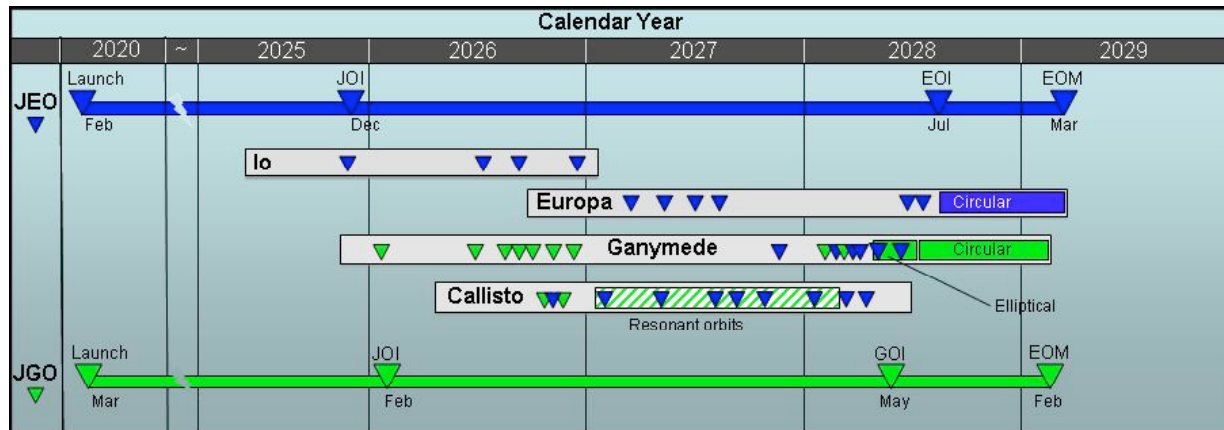 Calendar Year
2020 ~ 2025 2026 2027 2028 2029
Launch JOI EOI EOM
JEO
Feb Dec Jul Mar
Io
Europa Circular
Ganymede Circular
Callisto Elliptical
Resonant orbits
Launch JOI GOI EOM
JGO
Mar Feb May Feb